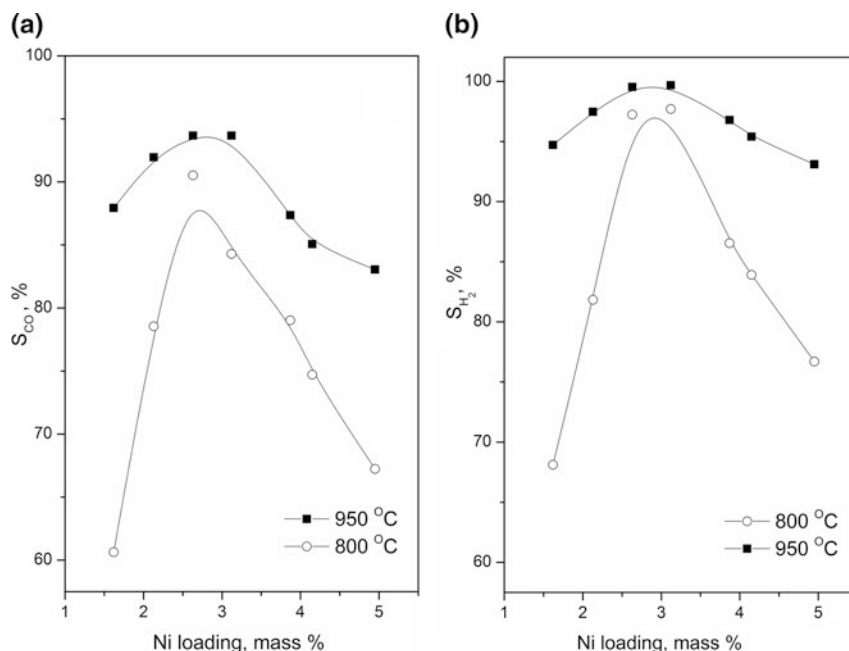 (a)
100
90
80
70
60
S_CO, %
1 2 3 4 5
Ni loading, mass %
■ 950 °C
○ 800 °C
(b)
100
90
80
70
60
S_H₂, %
1 2 3 4 5
Ni loading, mass %
○ 800 °C
■ 950 °C